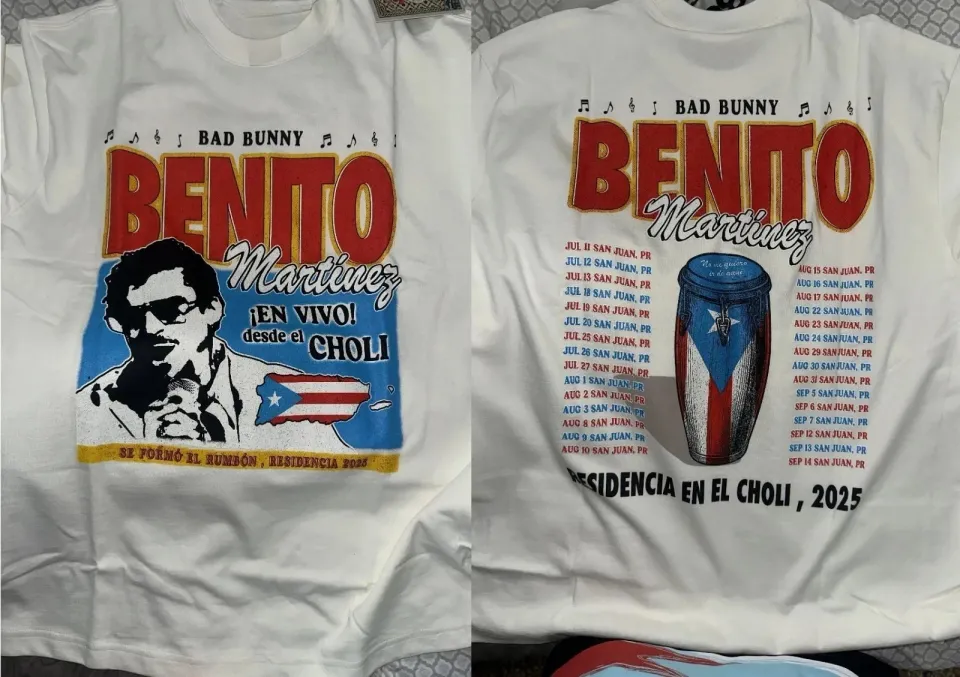 BAD BUNNY
BENITO
Martínez
¡EN VIVO!
desde el CHOLI
SE FORMÓ EL RUMBÓN, RESIDENCIA 2025
BAD BUNNY
BENITO
Martínez
JUL 11 SAN JUAN, PR
JUL 12 SAN JUAN, PR
JUL 13 SAN JUAN, PR
JUL 18 SAN JUAN, PR
JUL 19 SAN JUAN, PR
JUL 20 SAN JUAN, PR
JUL 25 SAN JUAN, PR
JUL 26 SAN JUAN, PR
JUL 27 SAN JUAN, PR
AUG 1 SAN JUAN, PR
AUG 2 SAN JUAN, PR
AUG 3 SAN JUAN, PR
AUG 8 SAN JUAN, PR
AUG 9 SAN JUAN, PR
AUG 10 SAN JUAN, PR
No me quiero
ir de aquí
AUG 15 SAN JUAN, PR
AUG 16 SAN JUAN, PR
AUG 17 SAN JUAN, PR
AUG 22 SAN JUAN, PR
AUG 23 SAN JUAN, PR
AUG 24 SAN JUAN, PR
AUG 29 SAN JUAN, PR
AUG 30 SAN JUAN, PR
AUG 31 SAN JUAN, PR
SEP 5 SAN JUAN, PR
SEP 6 SAN JUAN, PR
SEP 7 SAN JUAN, PR
SEP 12 SAN JUAN, PR
SEP 13 SAN JUAN, PR
SEP 14 SAN JUAN, PR
RESIDENCIA EN EL CHOLI, 2025